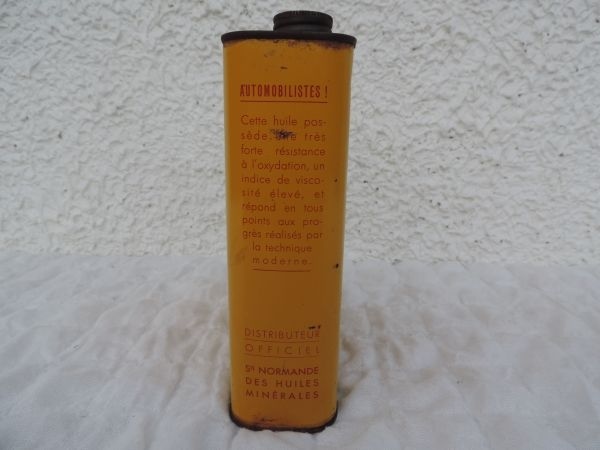 AUTOMOBILISTES !
Cette huile pos-
sède une très
forte résistance
à l'oxydation, un
indice de visco-
sité élevé, et
répond en tous
points aux pro-
grès réalisés par
la technique
moderne.
DISTRIBUTEUR
OFFICIEL
Sté NORMANDE
DES HUILES
MINÉRALES